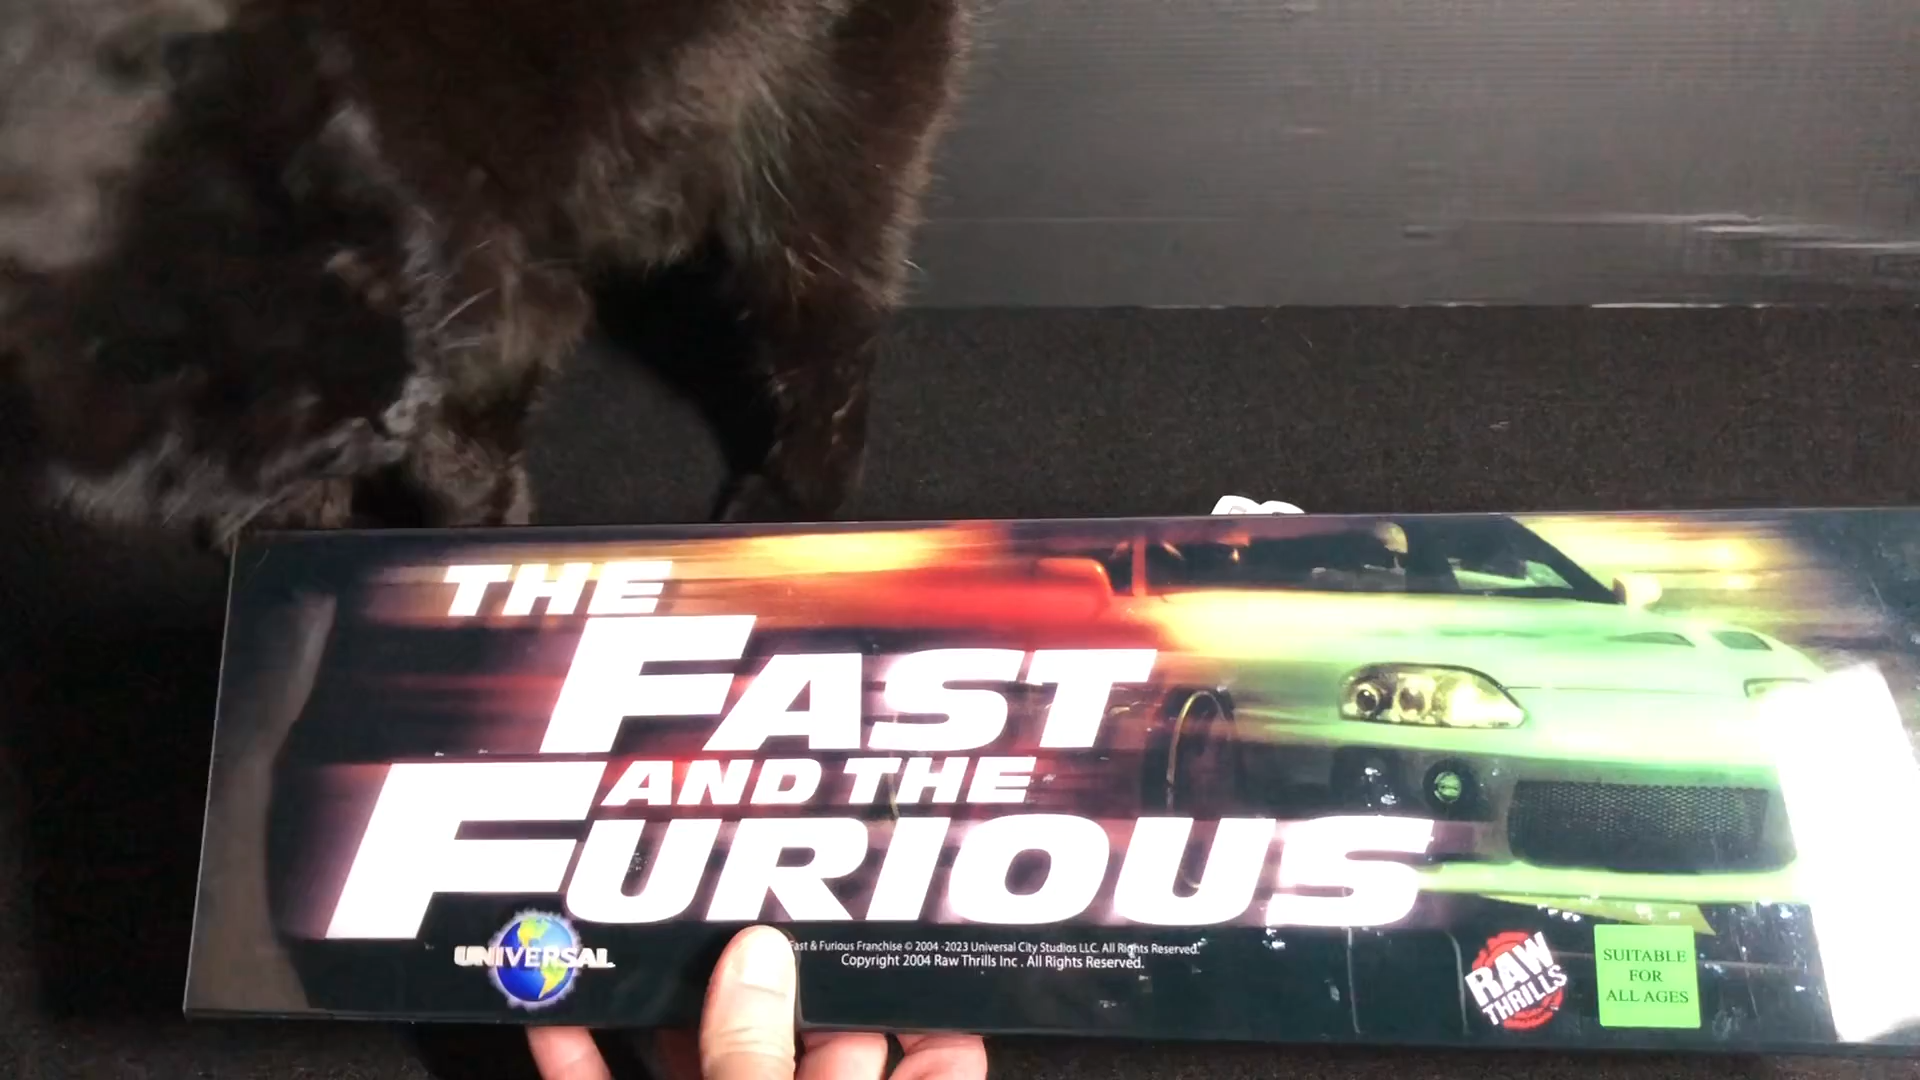 THE
FAST
AND THE
FURIOUS
UNIVERSAL
ast & Furious Franchise © 2004 -2023 Universal City Studios LLC. All Rights Reserved.
Copyright 2004 Raw Thrills Inc . All Rights Reserved.
RAW
THRILLS
SUITABLE
FOR
ALL AGES